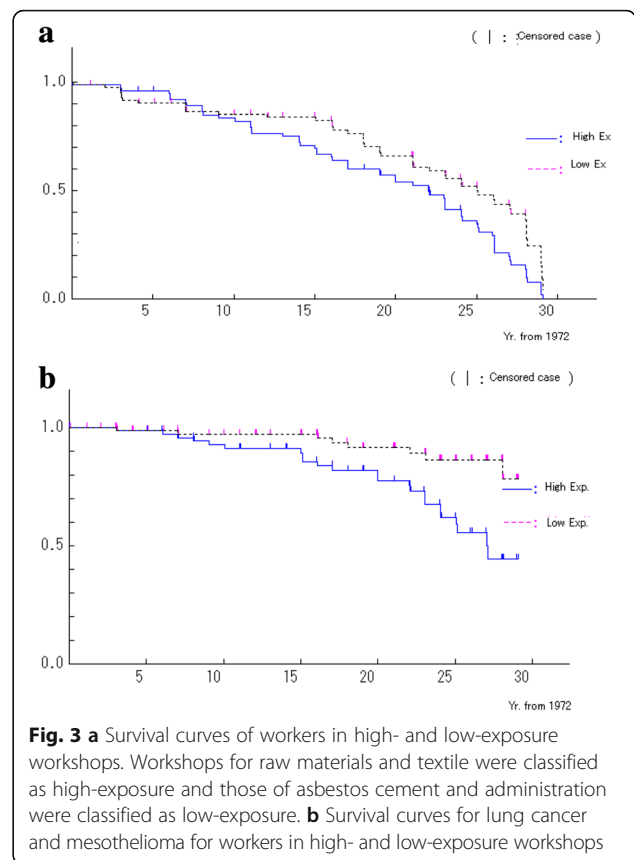 a
( | : Censored case )
1.0
High Ex
Low Ex
0.5
0.0
5 10 15 20 25 30
Yr. from 1972
b
( | : Censored case )
1.0
High Exp.
Low Exp.
0.5
0.0
5 10 15 20 25 30
Yr. from 1972
Fig. 3 a Survival curves of workers in high- and low-exposure
workshops. Workshops for raw materials and textile were classified
as high-exposure and those of asbestos cement and administration
were classified as low-exposure. b Survival curves for lung cancer
and mesothelioma for workers in high- and low-exposure workshops